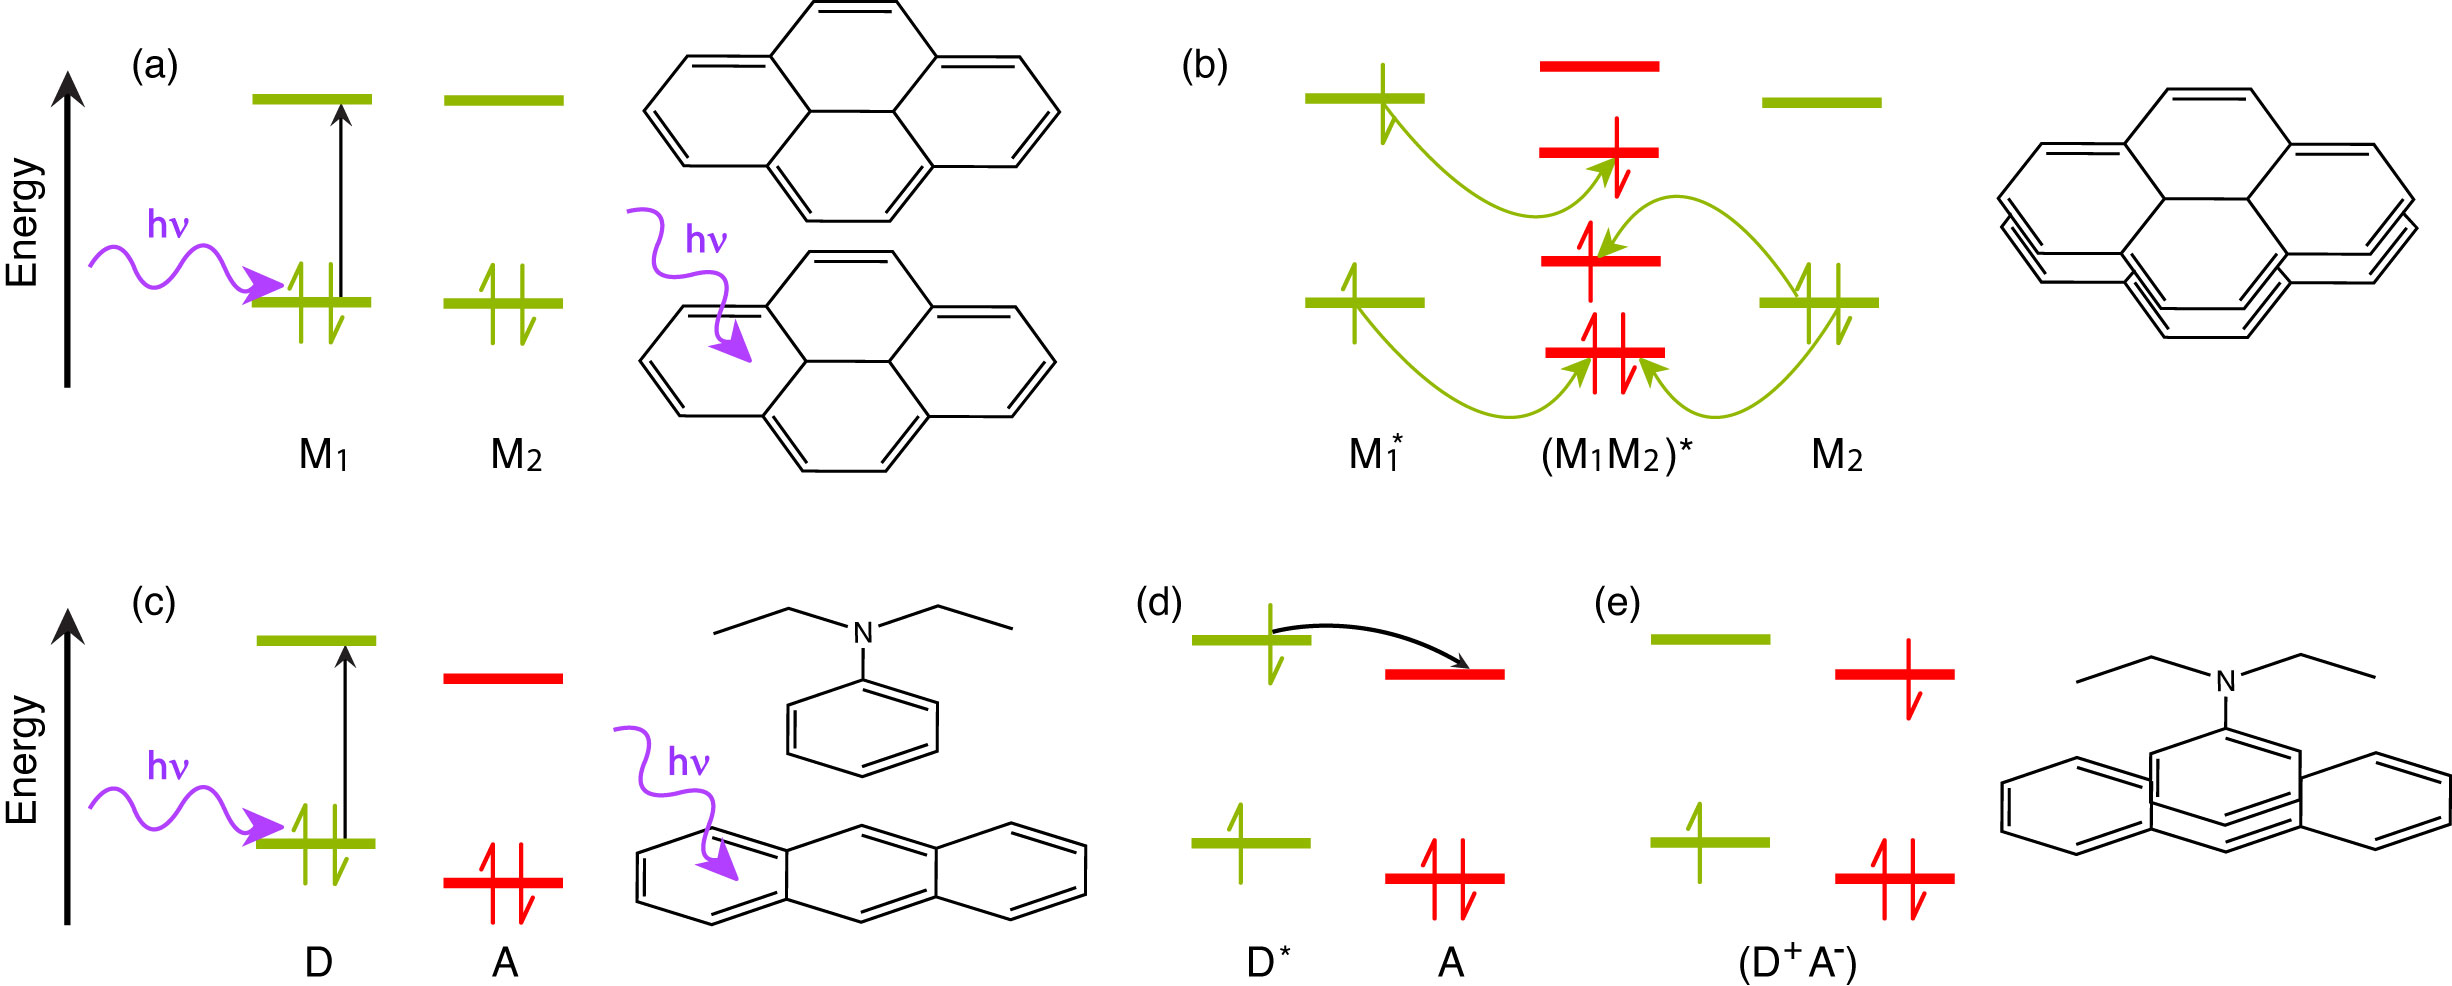 (a)
Energy
hν
M1
M2
hν
(b)
M1*
(M1M2)*
M2
(c)
Energy
hν
D
A
N
hν
(d)
D*
A
(e)
(D+A-)
N